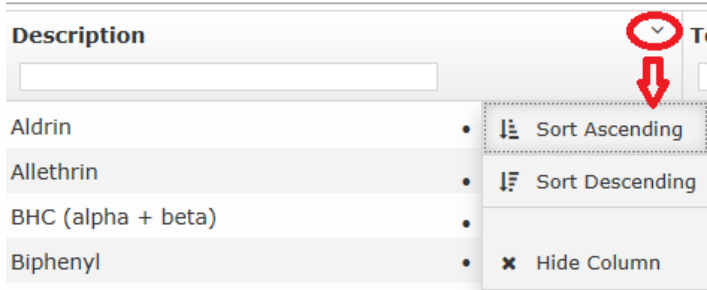 Description
Aldrin
Allethrin
BHC (alpha + beta)
Biphenyl
Sort Ascending
Sort Descending
Hide Column